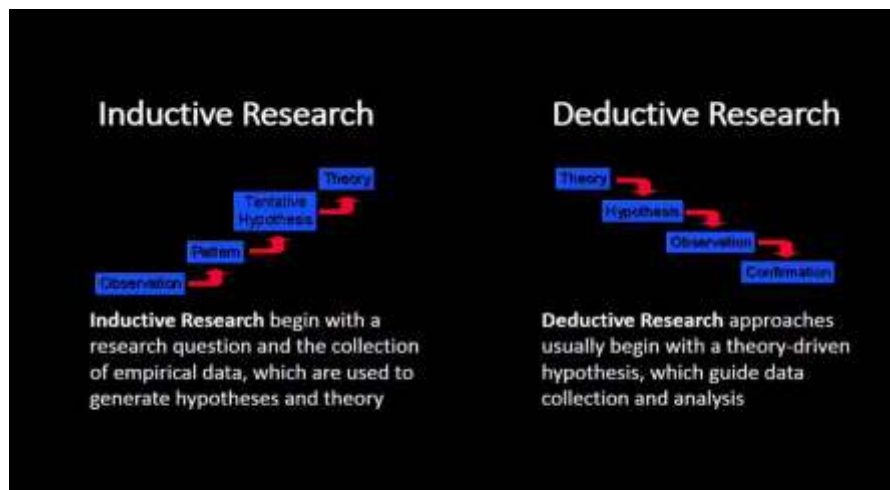 Inductive Research
Theory
Tentative
Hypothesis
Pattern
Observation
Inductive Research begin with a
research question and the collection
of empirical data, which are used to
generate hypotheses and theory
Deductive Research
Theory
Hypothesis
Observation
Confirmation
Deductive Research approaches
usually begin with a theory-driven
hypothesis, which guide data
collection and analysis